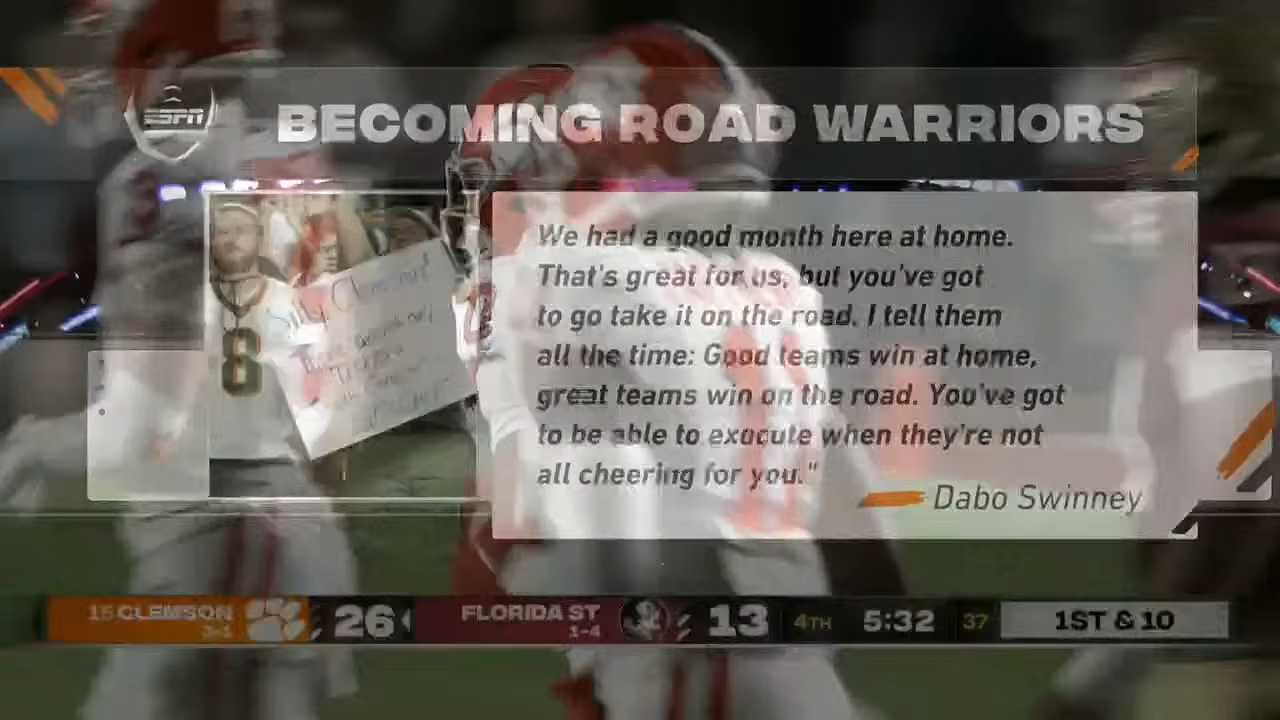 ESPN
BECOMING ROAD WARRIORS
We had a good month here at home.
That's great for us, but you've got
to go take it on the road. I tell them
all the time: Good teams win at home,
great teams win on the road. You've got
to be able to execute when they're not
all cheering for you."
Dabo Swinney
8
11
15 CLEMSON 26 FLORIDA ST 13 4TH 5:32 37 1ST & 10
3-1 1-4